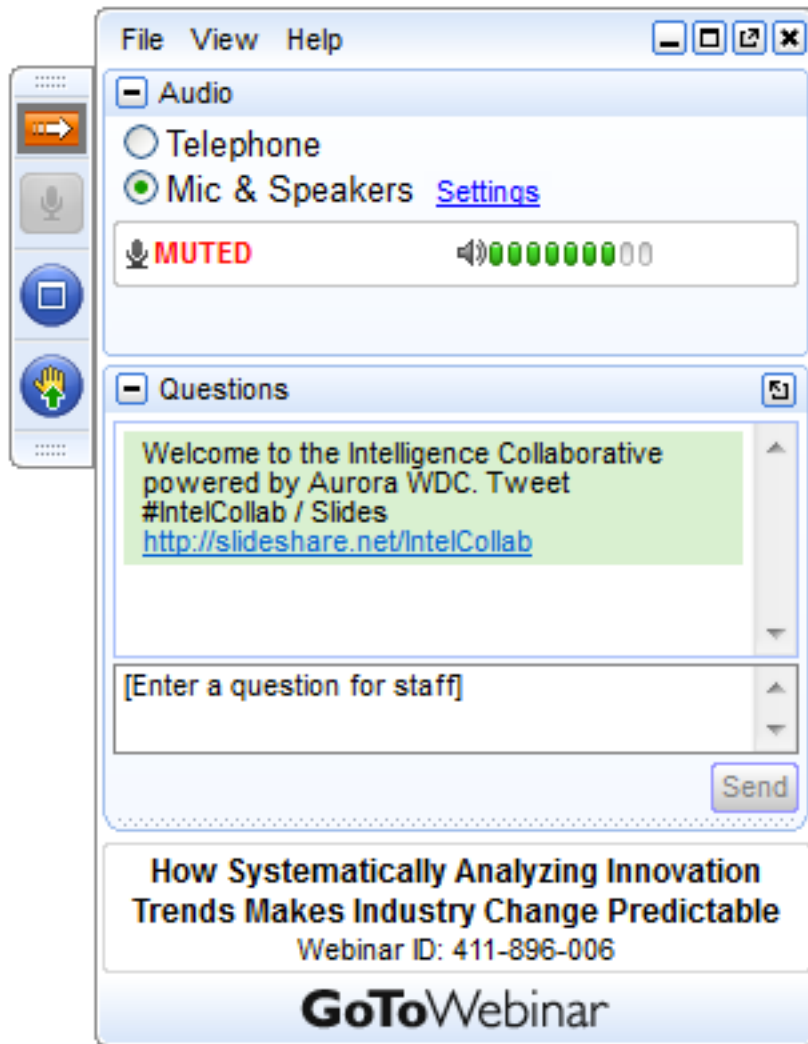 File View Help
Audio
Telephone
Mic & Speakers Settings
MUTED
Questions
Welcome to the Intelligence Collaborative
powered by Aurora WDC. Tweet
#IntelCollab / Slides
http://slideshare.net/IntelCollab
[Enter a question for staff]
Send
How Systematically Analyzing Innovation
Trends Makes Industry Change Predictable
Webinar ID: 411-896-006
GoToWebinar